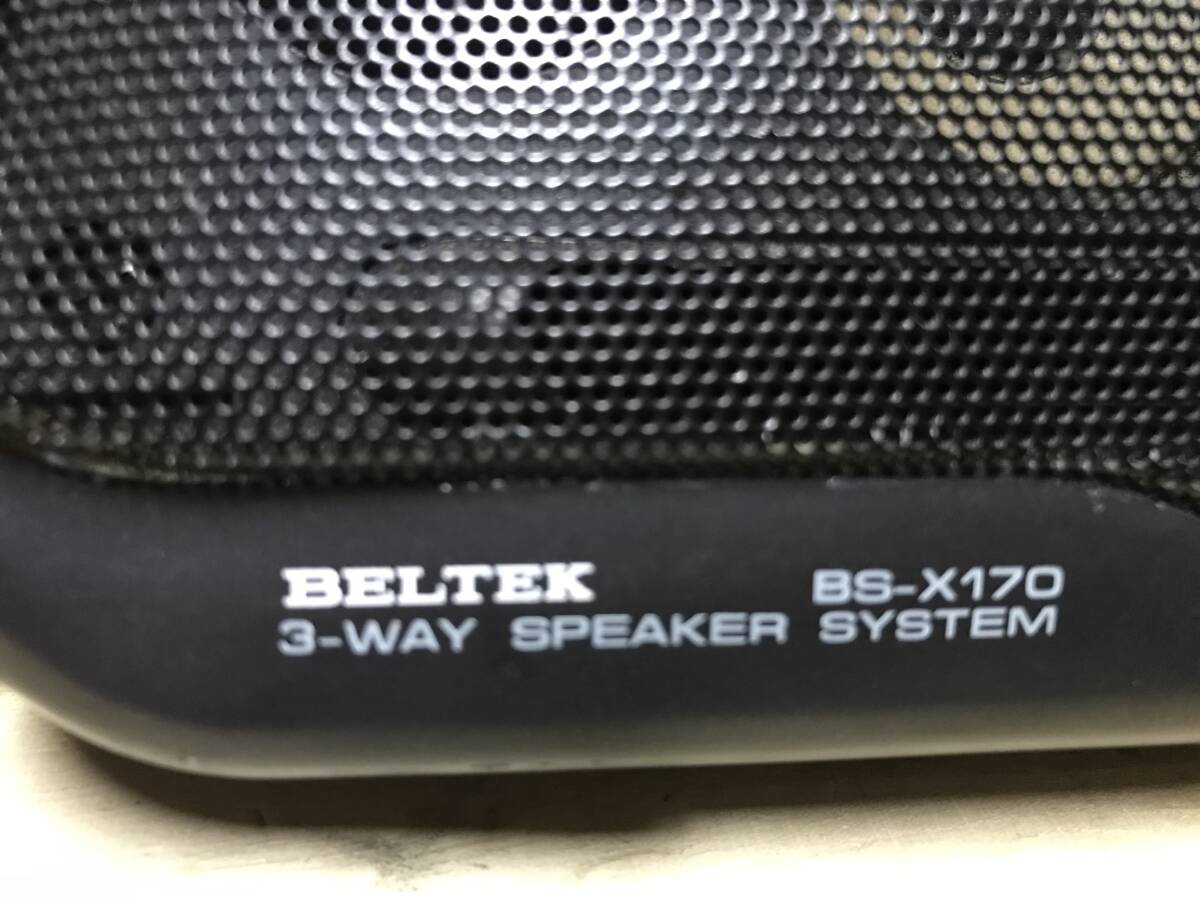 BELTEK BS-X170
3-WAY SPEAKER SYSTEM